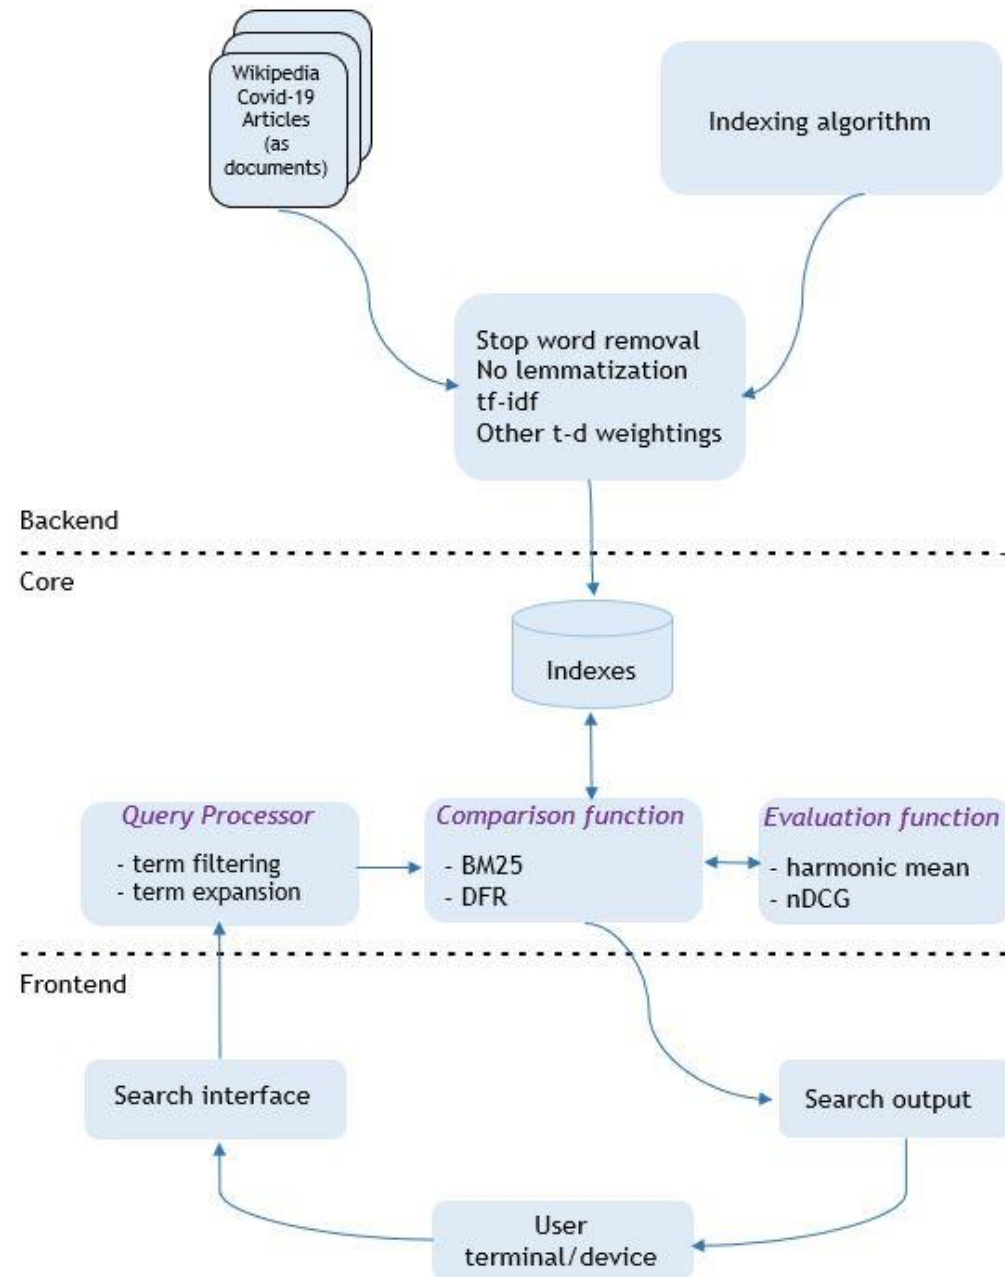 Wikipedia
Covid-19
Articles
(as
documents)
Indexing algorithm
Stop word removal
No lemmatization
tf-idf
Other t-d weightings
Backend
Core
Indexes
Query Processor
- term filtering
- term expansion
Comparison function
- BM25
- DFR
Evaluation function
- harmonic mean
- nDCG
Frontend
Search interface
Search output
User
terminal/device